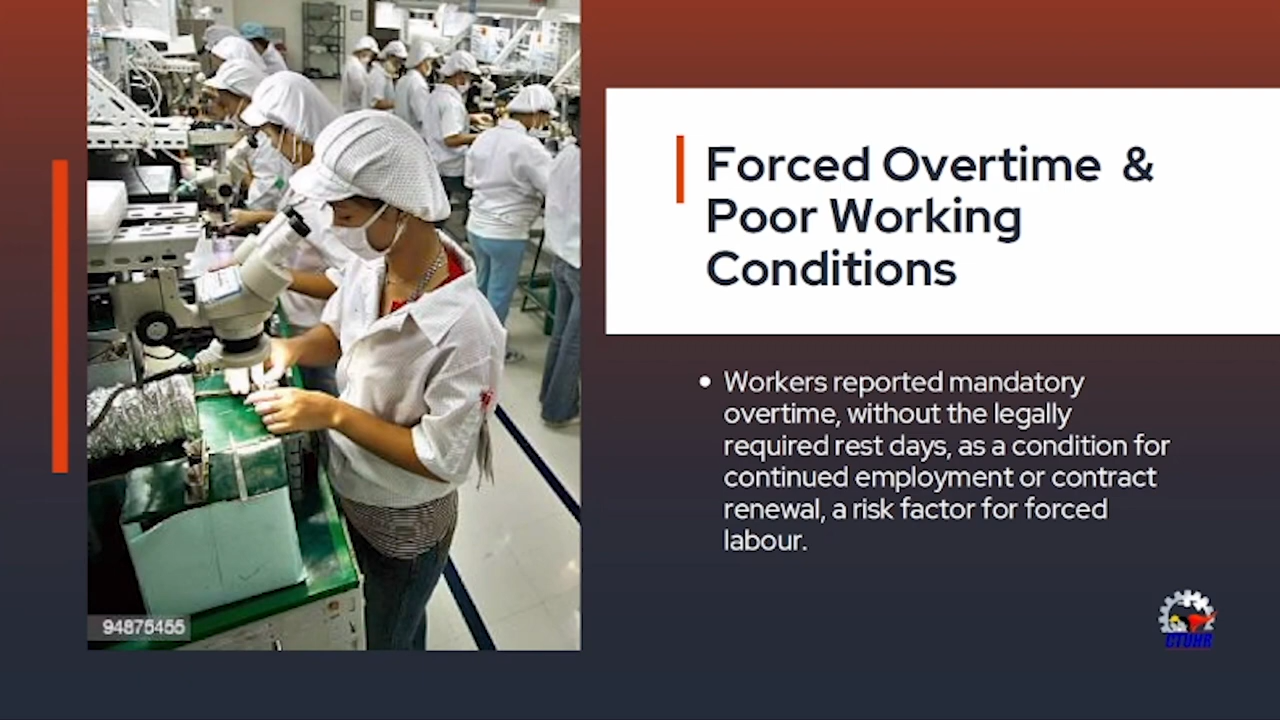 Forced Overtime &
Poor Working
Conditions
• Workers reported mandatory
overtime, without the legally
required rest days, as a condition for
continued employment or contract
renewal, a risk factor for forced
labour.
94875455
CTUHR